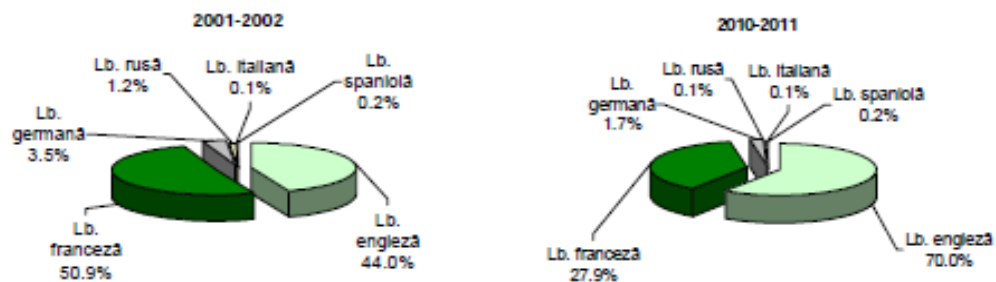 2001-2002
Lb. rusă
1.2%
Lb. italiană
0.1%
Lb.
spaniolă
0.2%
Lb.
germană
3.5%
Lb.
franceză
50.9%
Lb.
engleză
44.0%
2010-2011
Lb. rusă
0.1%
Lb. italiană
0.1%
Lb. spaniolă
0.2%
Lb.
germană
1.7%
Lb. franceză
27.9%
Lb. engleză
70.0%